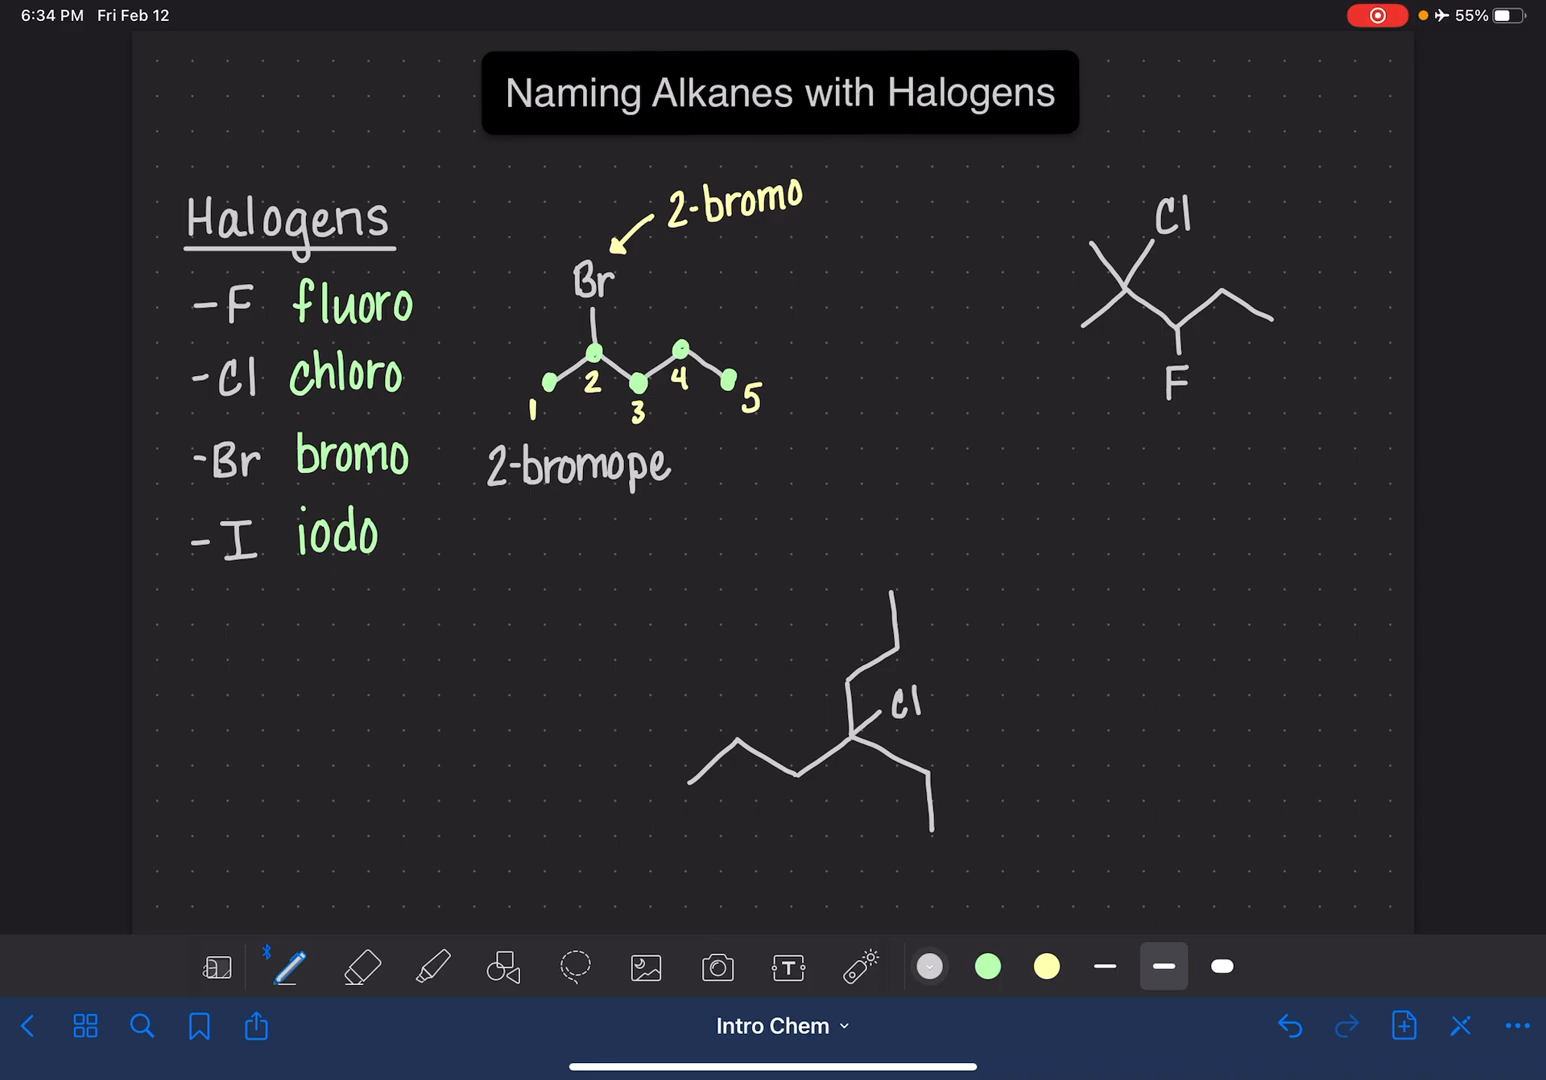 6:34 PM Fri Feb 12
55%
Naming Alkanes with Halogens
Halogens
-F fluoro
-Cl chloro
-Br bromo
-I iodo
2-bromo
Br
1 2 3 4 5
2-bromope
Cl
F
Cl
T
Intro Chem